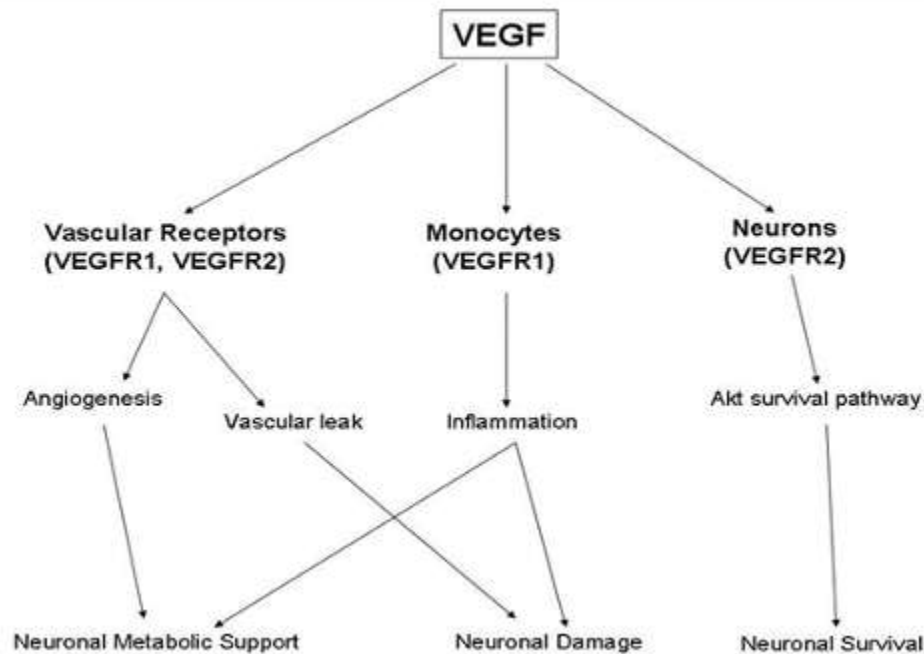 VEGF
Vascular Receptors
(VEGFR1, VEGFR2)
Monocytes
(VEGFR1)
Neurons
(VEGFR2)
Angiogenesis
Vascular leak
Inflammation
Akt survival pathway
Neuronal Metabolic Support
Neuronal Damage
Neuronal Survival